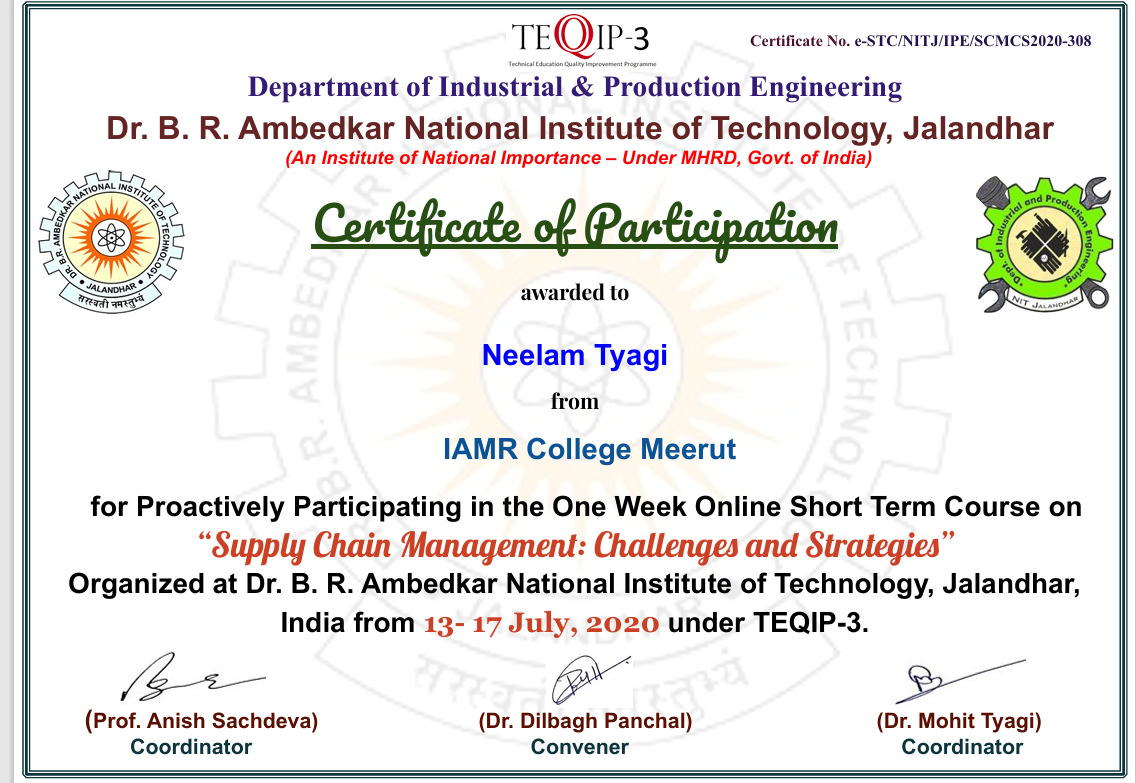 TEQIP-3
Technical Education Quality Improvement Programme
Certificate No. e-STC/NITJ/IPE/SCMCS2020-308
Department of Industrial & Production Engineering
Dr. B. R. Ambedkar National Institute of Technology, Jalandhar
(An Institute of National Importance – Under MHRD, Govt. of India)
DR. B.R. AMBEDKAR NATIONAL INSTITUTE OF TECHNOLOGY
JALANDHAR
सरस्वती नमस्तुभ्यं
Dept. of Industrial and Production Engineering
NIT JALANDHAR
Certificate of Participation
awarded to
Neelam Tyagi
from
IAMR College Meerut
for Proactively Participating in the One Week Online Short Term Course on
“Supply Chain Management: Challenges and Strategies”
Organized at Dr. B. R. Ambedkar National Institute of Technology, Jalandhar,
India from 13- 17 July, 2020 under TEQIP-3.
(Prof. Anish Sachdeva) (Dr. Dilbagh Panchal) (Dr. Mohit Tyagi)
Coordinator Convener Coordinator